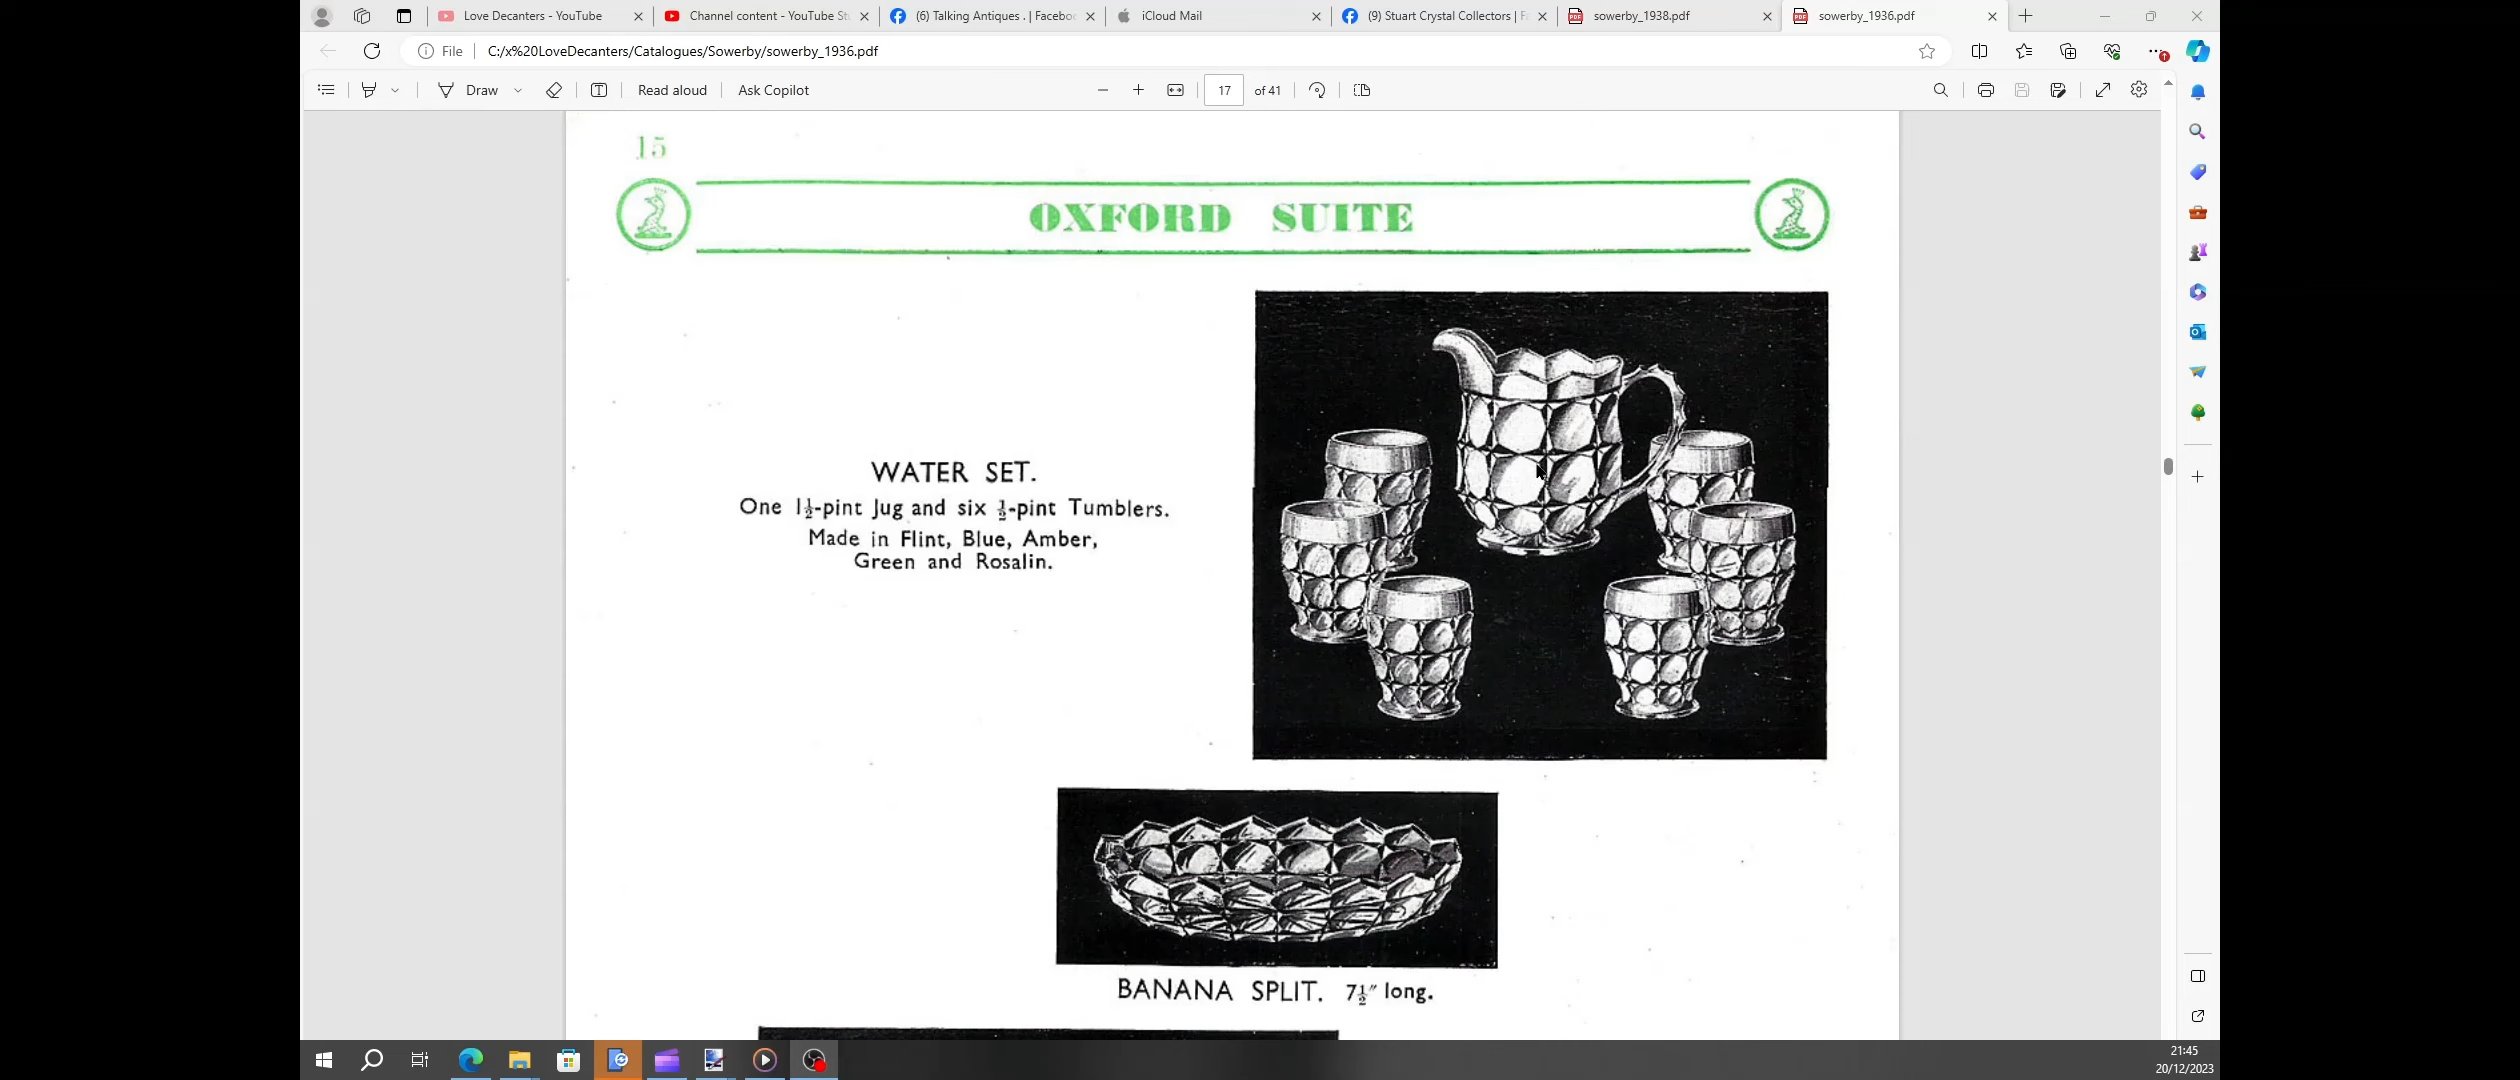 Love Decanters - YouTube
Channel content - YouTube St
(6) Talking Antiques . | Facebo
iCloud Mail
(9) Stuart Crystal Collectors | F
sowerby_1938.pdf
sowerby_1936.pdf
File
C:/x%20LoveDecanters/Catalogues/Sowerby/sowerby_1936.pdf
Draw
Read aloud
Ask Copilot
17
of 41
15
OXFORD SUITE
WATER SET.
One 1½-pint Jug and six ½-pint Tumblers.
Made in Flint, Blue, Amber,
Green and Rosalin.
BANANA SPLIT. 7½″ long.
21:45
20/12/2023